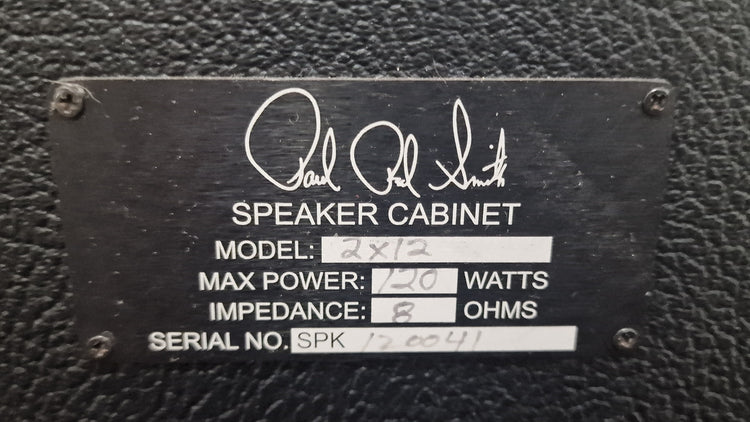 Paul Reed Smith
SPEAKER CABINET
MODEL: 2x12
MAX POWER: 120 WATTS
IMPEDANCE: 8 OHMS
SERIAL NO. SPK 120041